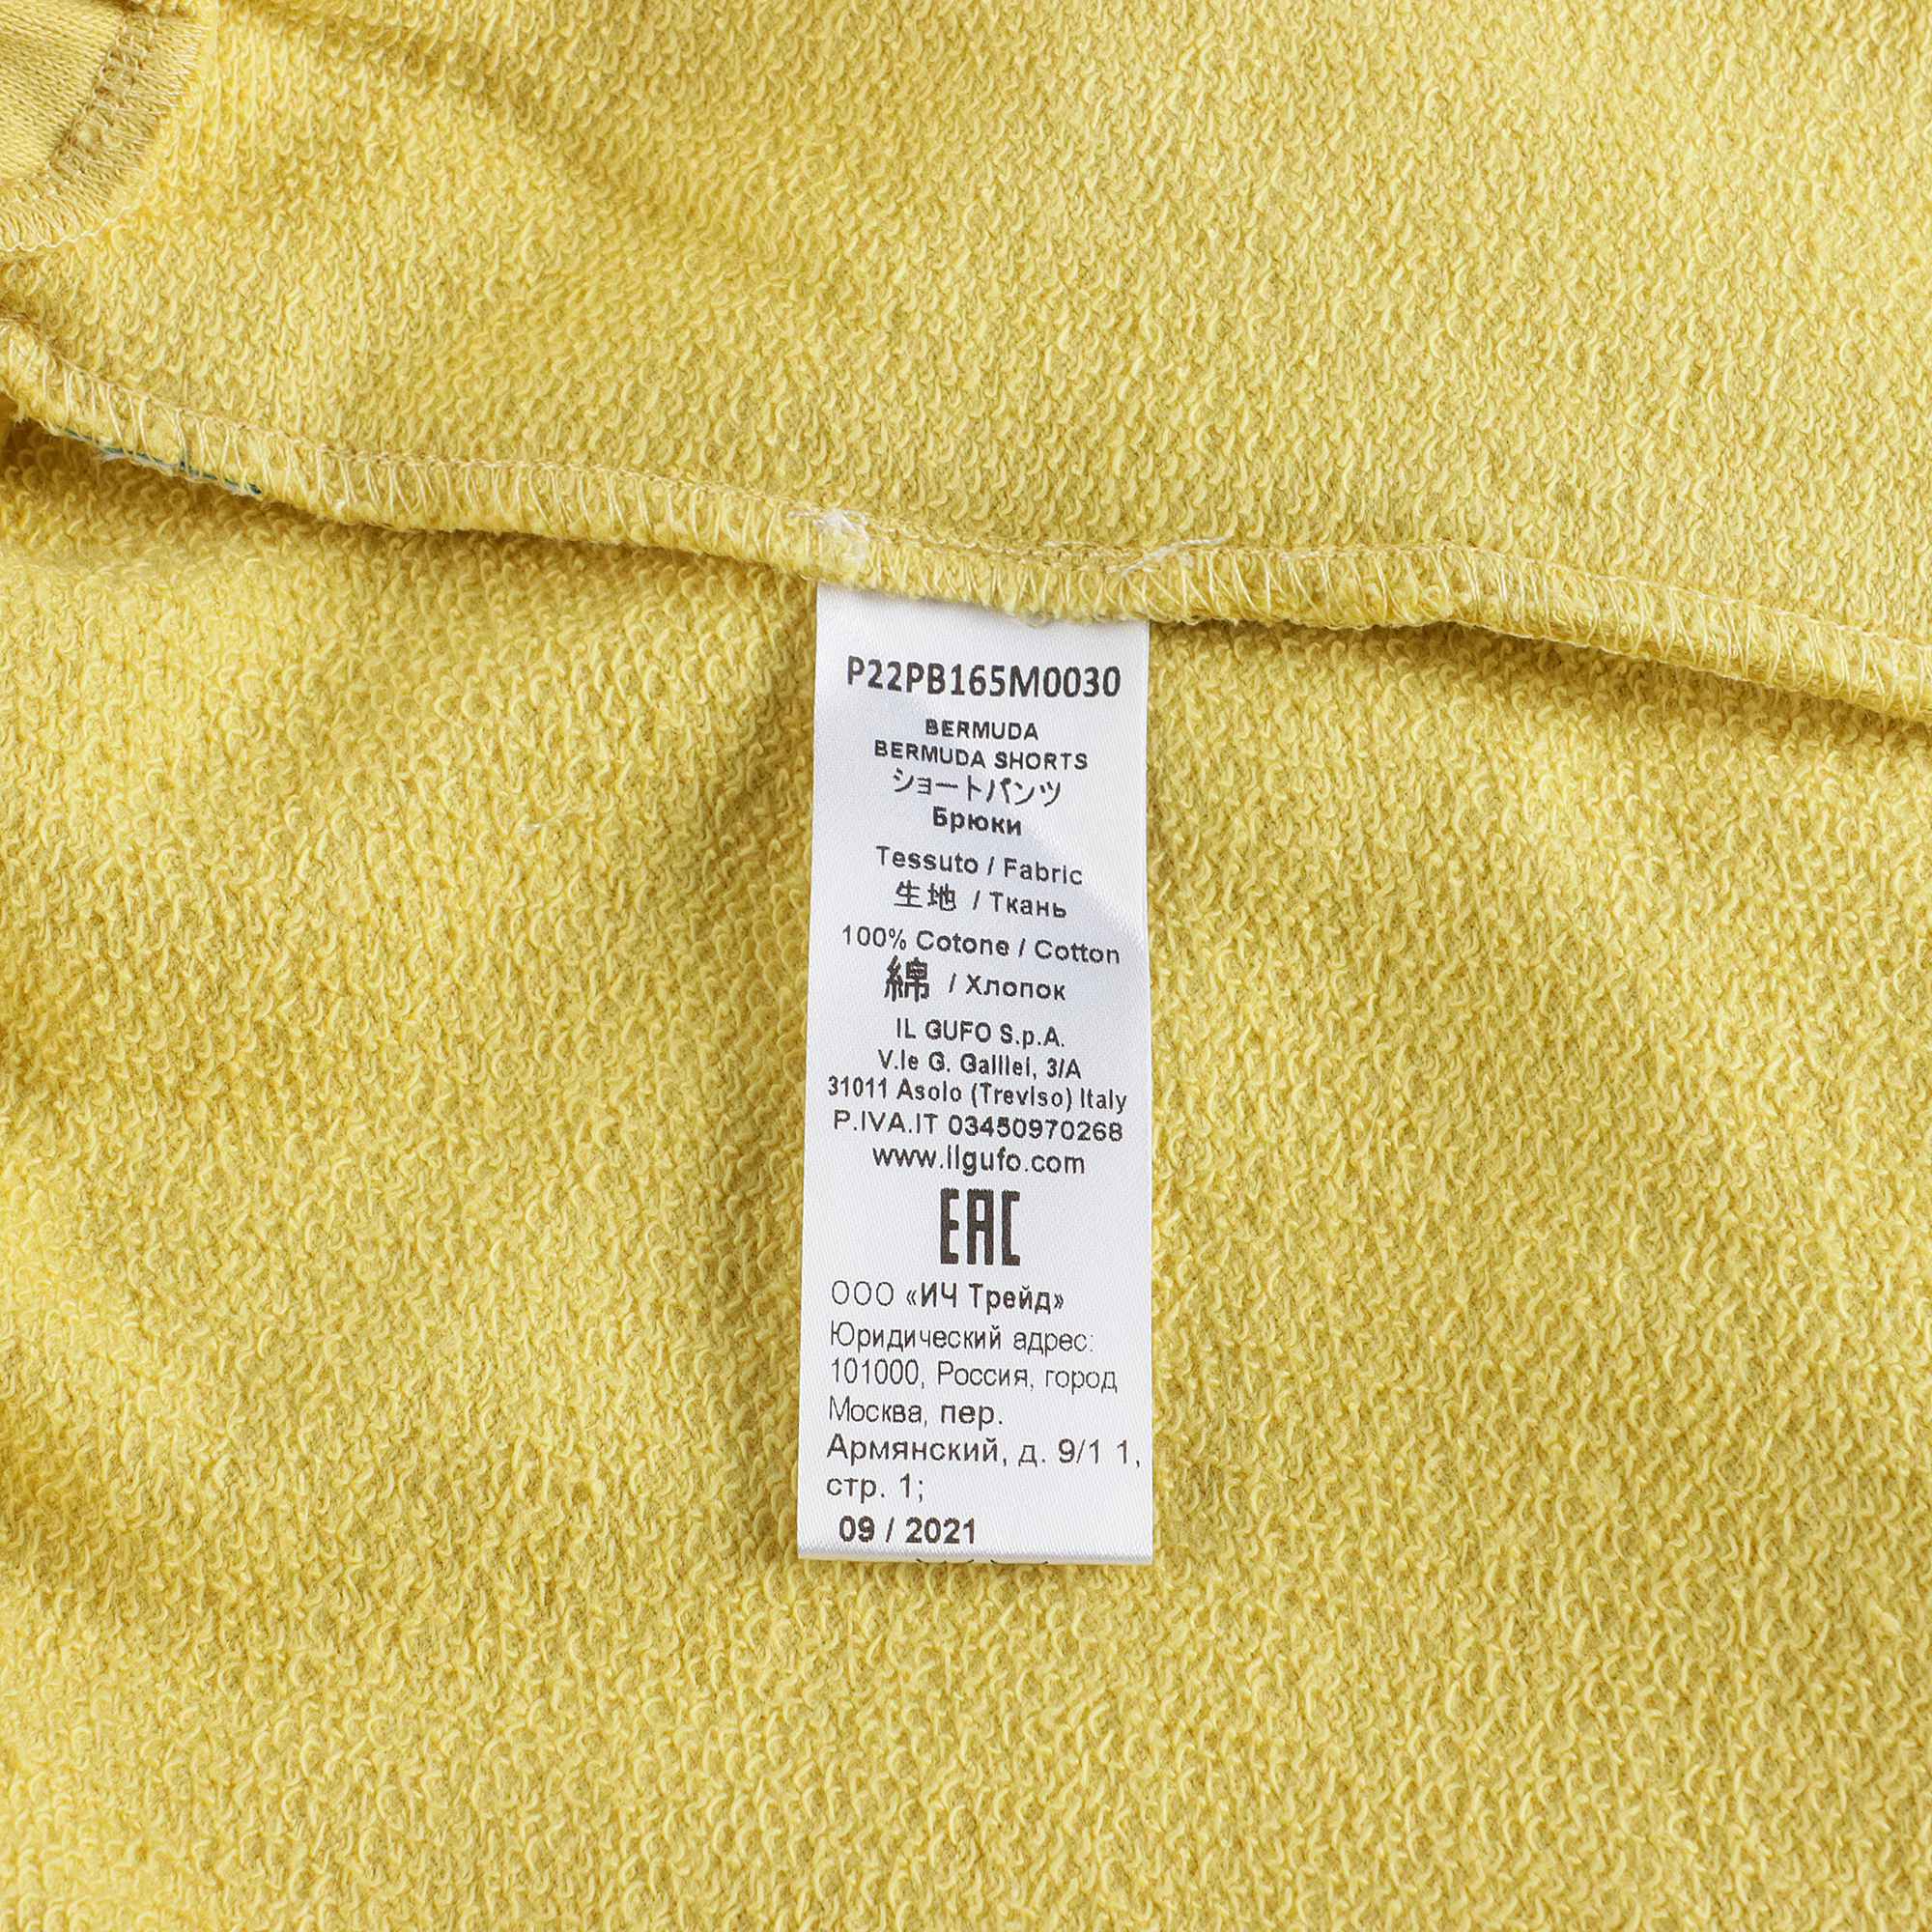 P22PB165M0030
BERMUDA
BERMUDA SHORTS
ショートパンツ
Брюки
Tessuto / Fabric
生地 / Ткань
100% Cotone / Cotton
綿 / Хлопок
IL GUFO S.p.A.
V.le G. Galilei, 3/A
31011 Asolo (Treviso) Italy
P.IVA.IT 03450970268
www.ilgufo.com
EAC
ООО «ИЧ Трейд»
Юридический адрес:
101000, Россия, город
Москва, пер.
Армянский, д. 9/1 1,
стр. 1;
09 / 2021